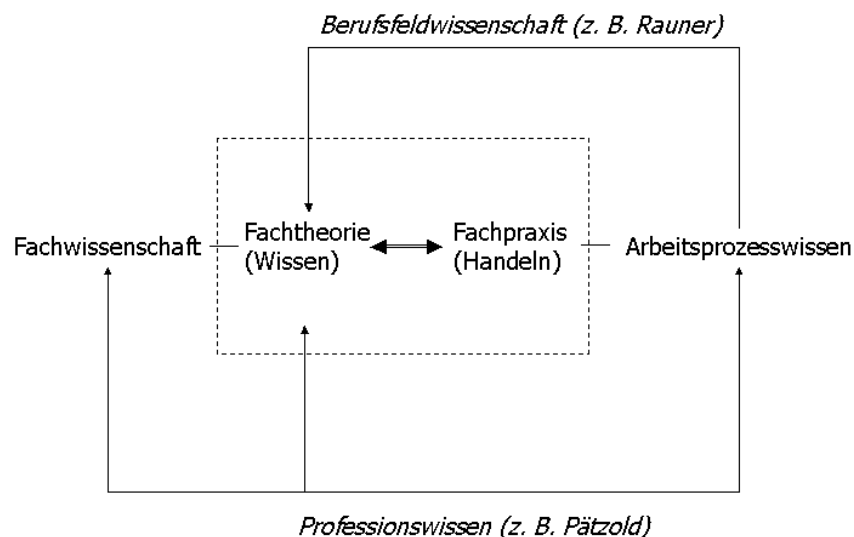 Berufsfeldwissenschaft (z. B. Rauner)
Fachwissenschaft
Fachtheorie
(Wissen)
Fachpraxis
(Handeln)
Arbeitsprozesswissen
Professionswissen (z. B. Pätzold)